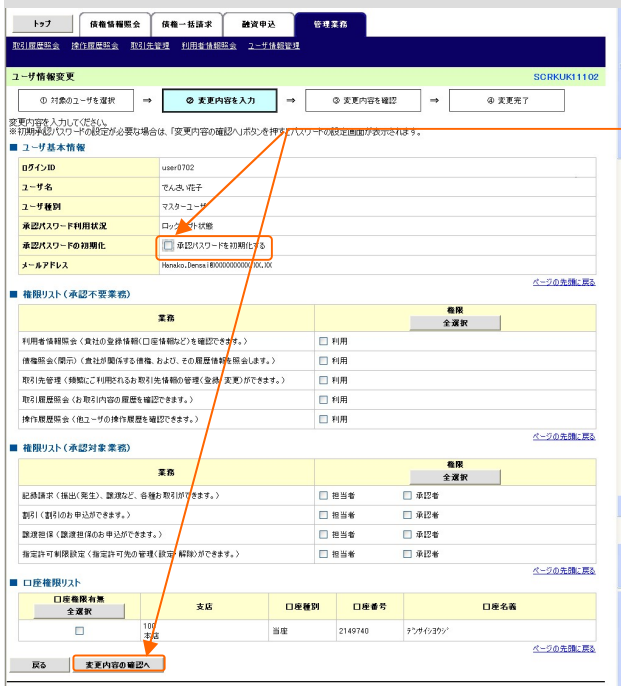 トップ 債権情報照会 債権一括請求 融資申込 管理業務
取引履歴照会 操作履歴照会 取引先管理 利用者情報照会 ユーザ情報管理
ユーザ情報変更 SCRKUK11102
① 対象のユーザを選択 ⇒ ② 変更内容を入力 ⇒ ③ 変更内容を確認 ⇒ ④ 変更完了
変更内容を入力してください。
※初期承認パスワードの設定が必要な場合は、「変更内容の確認へ」ボタンを押すとパスワードの設定画面が表示されます。
■ ユーザ基本情報
ログインID user0702
ユーザ名 でんさい花子
ユーザ種別 マスターユーザ
承認パスワード利用状況 ロックアウト状態
承認パスワードの初期化 承認パスワードを初期化する
メールアドレス
ページの先頭に戻る
■ 権限リスト（承認不要業務）
業務 権限
全選択
利用者情報照会（貴社の登録情報(口座情報など)を確認できます。） 利用
債権照会(開示)（貴社が関係する債権、および、その履歴情報を照会します。） 利用
取引先管理（頻繁にご利用されるお取引先情報の管理(登録/変更)ができます。） 利用
取引履歴照会（お取引内容の履歴を確認できます。） 利用
操作履歴照会（他ユーザの操作履歴を確認できます。） 利用
ページの先頭に戻る
■ 権限リスト（承認対象業務）
業務 権限
全選択
記録請求（振出(発生)、譲渡など、各種お取引ができます。） 担当者 承認者
割引（割引のお申込ができます。） 担当者 承認者
譲渡担保（譲渡担保のお申込ができます。） 担当者 承認者
指定許可制限設定（指定許可先の管理(設定/解除)ができます。） 担当者 承認者
ページの先頭に戻る
■ 口座権限リスト
口座権限有無 支店 口座種別 口座番号 口座名義
全選択
100
本店 当座 2149740 デンサイシヨウジ
ページの先頭に戻る
戻る 変更内容の確認へ